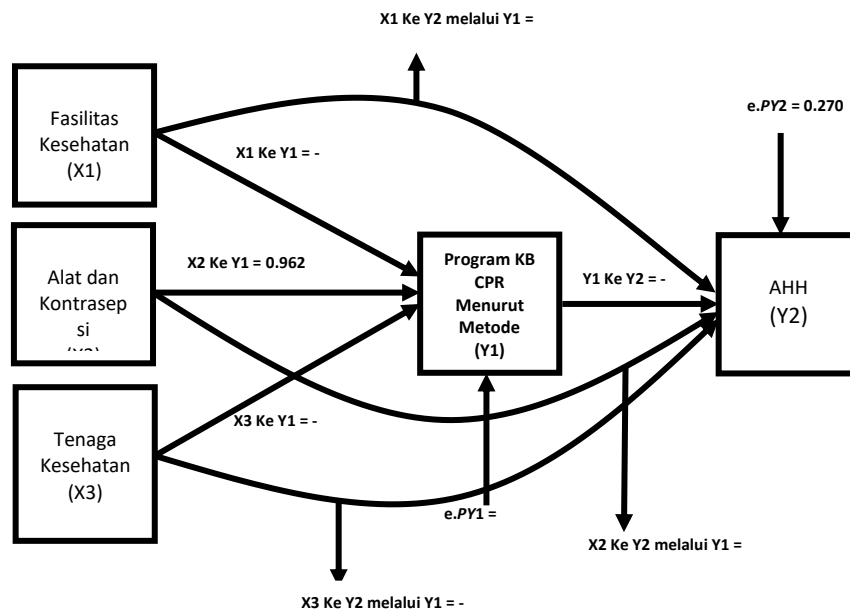 X1 Ke Y2 melalui Y1 =
Fasilitas
Kesehatan
(X1)
e.PY2 = 0.270
X1 Ke Y1 = -
X2 Ke Y1 = 0.962
Alat dan
Kontrasep
si
Program KB
CPR
Menurut
Metode
(Y1)
Y1 Ke Y2 = -
AHH
(Y2)
X3 Ke Y1 = -
Tenaga
Kesehatan
(X3)
e.PY1 =
X2 Ke Y2 melalui Y1 =
X3 Ke Y2 melalui Y1 = -